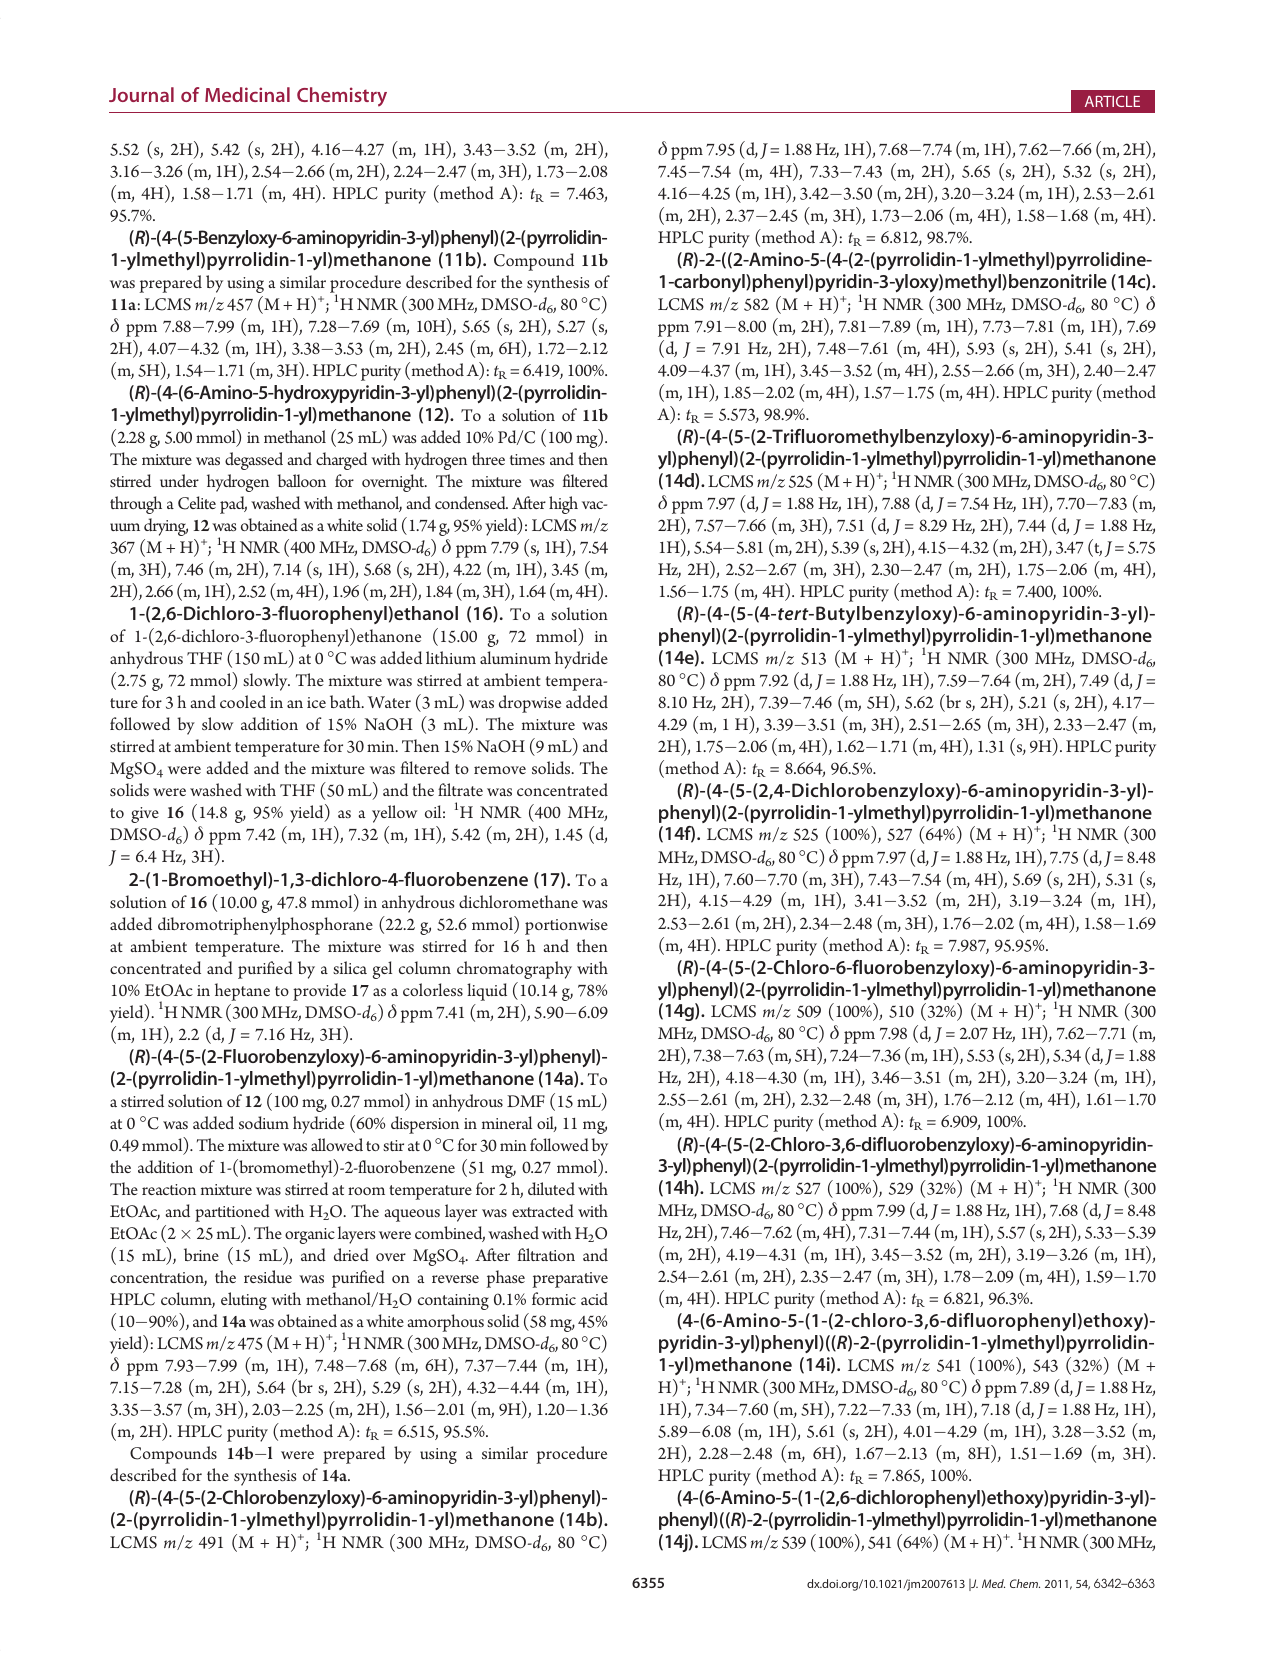 Journal of Medicinal Chemistry
ARTICLE
5.52 (s, 2H), 5.42 (s, 2H), 4.16−4.27 (m, 1H), 3.43−3.52 (m, 2H),
3.16−3.26 (m, 1H), 2.54−2.66 (m, 2H), 2.24−2.47 (m, 3H), 1.73−2.08
(m, 4H), 1.58−1.71 (m, 4H). HPLC purity (method A): tR = 7.463,
95.7%.
(R)-(4-(5-Benzyloxy-6-aminopyridin-3-yl)phenyl)(2-(pyrrolidin-
1-ylmethyl)pyrrolidin-1-yl)methanone (11b). Compound 11b
was prepared by using a similar procedure described for the synthesis of
11a: LCMS m/z 457 (M + H)+; 1H NMR (300 MHz, DMSO-d6, 80 °C)
δ ppm 7.88−7.99 (m, 1H), 7.28−7.69 (m, 10H), 5.65 (s, 2H), 5.27 (s,
2H), 4.07−4.32 (m, 1H), 3.38−3.53 (m, 2H), 2.45 (m, 6H), 1.72−2.12
(m, 5H), 1.54−1.71 (m, 3H). HPLC purity (method A): tR = 6.419, 100%.
(R)-(4-(6-Amino-5-hydroxypyridin-3-yl)phenyl)(2-(pyrrolidin-
1-ylmethyl)pyrrolidin-1-yl)methanone (12). To a solution of 11b
(2.28 g, 5.00 mmol) in methanol (25 mL) was added 10% Pd/C (100 mg).
The mixture was degassed and charged with hydrogen three times and then
stirred under hydrogen balloon for overnight. The mixture was filtered
through a Celite pad, washed with methanol, and condensed. After high vac-
uum drying, 12 was obtained as a white solid (1.74 g, 95% yield): LCMS m/z
367 (M + H)+; 1H NMR (400 MHz, DMSO-d6) δ ppm 7.79 (s, 1H), 7.54
(m, 3H), 7.46 (m, 2H), 7.14 (s, 1H), 5.68 (s, 2H), 4.22 (m, 1H), 3.45 (m,
2H), 2.66 (m, 1H), 2.52 (m, 4H), 1.96 (m, 2H), 1.84 (m, 3H), 1.64 (m, 4H).
1-(2,6-Dichloro-3-fluorophenyl)ethanol (16). To a solution
of 1-(2,6-dichloro-3-fluorophenyl)ethanone (15.00 g, 72 mmol) in
anhydrous THF (150 mL) at 0 °C was added lithium aluminum hydride
(2.75 g, 72 mmol) slowly. The mixture was stirred at ambient tempera-
ture for 3 h and cooled in an ice bath. Water (3 mL) was dropwise added
followed by slow addition of 15% NaOH (3 mL). The mixture was
stirred at ambient temperature for 30 min. Then 15% NaOH (9 mL) and
MgSO4 were added and the mixture was filtered to remove solids. The
solids were washed with THF (50 mL) and the filtrate was concentrated
to give 16 (14.8 g, 95% yield) as a yellow oil: 1H NMR (400 MHz,
DMSO-d6) δ ppm 7.42 (m, 1H), 7.32 (m, 1H), 5.42 (m, 2H), 1.45 (d,
J = 6.4 Hz, 3H).
2-(1-Bromoethyl)-1,3-dichloro-4-fluorobenzene (17). To a
solution of 16 (10.00 g, 47.8 mmol) in anhydrous dichloromethane was
added dibromotriphenylphosphorane (22.2 g, 52.6 mmol) portionwise
at ambient temperature. The mixture was stirred for 16 h and then
concentrated and purified by a silica gel column chromatography with
10% EtOAc in heptane to provide 17 as a colorless liquid (10.14 g, 78%
yield). 1H NMR (300 MHz, DMSO-d6) δ ppm 7.41 (m, 2H), 5.90−6.09
(m, 1H), 2.2 (d, J = 7.16 Hz, 3H).
(R)-(4-(5-(2-Fluorobenzyloxy)-6-aminopyridin-3-yl)phenyl)-
(2-(pyrrolidin-1-ylmethyl)pyrrolidin-1-yl)methanone (14a). To
a stirred solution of 12 (100 mg, 0.27 mmol) in anhydrous DMF (15 mL)
at 0 °C was added sodium hydride (60% dispersion in mineral oil, 11 mg,
0.49 mmol). The mixture was allowed to stir at 0 °C for 30 min followed by
the addition of 1-(bromomethyl)-2-fluorobenzene (51 mg, 0.27 mmol).
The reaction mixture was stirred at room temperature for 2 h, diluted with
EtOAc, and partitioned with H2O. The aqueous layer was extracted with
EtOAc (2 × 25 mL). The organic layers were combined, washed with H2O
(15 mL), brine (15 mL), and dried over MgSO4. After filtration and
concentration, the residue was purified on a reverse phase preparative
HPLC column, eluting with methanol/H2O containing 0.1% formic acid
(10−90%), and 14a was obtained as a white amorphous solid (58 mg, 45%
yield): LCMS m/z 475 (M + H)+; 1H NMR (300 MHz, DMSO-d6, 80 °C)
δ ppm 7.93−7.99 (m, 1H), 7.48−7.68 (m, 6H), 7.37−7.44 (m, 1H),
7.15−7.28 (m, 2H), 5.64 (br s, 2H), 5.29 (s, 2H), 4.32−4.44 (m, 1H),
3.35−3.57 (m, 3H), 2.03−2.25 (m, 2H), 1.56−2.01 (m, 9H), 1.20−1.36
(m, 2H). HPLC purity (method A): tR = 6.515, 95.5%.
Compounds 14b−l were prepared by using a similar procedure
described for the synthesis of 14a.
(R)-(4-(5-(2-Chlorobenzyloxy)-6-aminopyridin-3-yl)phenyl)-
(2-(pyrrolidin-1-ylmethyl)pyrrolidin-1-yl)methanone (14b).
LCMS m/z 491 (M + H)+; 1H NMR (300 MHz, DMSO-d6, 80 °C)
δ ppm 7.95 (d, J = 1.88 Hz, 1H), 7.68−7.74 (m, 1H), 7.62−7.66 (m, 2H),
7.45−7.54 (m, 4H), 7.33−7.43 (m, 2H), 5.65 (s, 2H), 5.32 (s, 2H),
4.16−4.25 (m, 1H), 3.42−3.50 (m, 2H), 3.20−3.24 (m, 1H), 2.53−2.61
(m, 2H), 2.37−2.45 (m, 3H), 1.73−2.06 (m, 4H), 1.58−1.68 (m, 4H).
HPLC purity (method A): tR = 6.812, 98.7%.
(R)-2-((2-Amino-5-(4-(2-(pyrrolidin-1-ylmethyl)pyrrolidine-
1-carbonyl)phenyl)pyridin-3-yloxy)methyl)benzonitrile (14c).
LCMS m/z 582 (M + H)+; 1H NMR (300 MHz, DMSO-d6, 80 °C) δ
ppm 7.91−8.00 (m, 2H), 7.81−7.89 (m, 1H), 7.73−7.81 (m, 1H), 7.69
(d, J = 7.91 Hz, 2H), 7.48−7.61 (m, 4H), 5.93 (s, 2H), 5.41 (s, 2H),
4.09−4.37 (m, 1H), 3.45−3.52 (m, 4H), 2.55−2.66 (m, 3H), 2.40−2.47
(m, 1H), 1.85−2.02 (m, 4H), 1.57−1.75 (m, 4H). HPLC purity (method
A): tR = 5.573, 98.9%.
(R)-(4-(5-(2-Trifluoromethylbenzyloxy)-6-aminopyridin-3-
yl)phenyl)(2-(pyrrolidin-1-ylmethyl)pyrrolidin-1-yl)methanone
(14d). LCMS m/z 525 (M + H)+; 1H NMR (300 MHz, DMSO-d6, 80 °C)
δ ppm 7.97 (d, J = 1.88 Hz, 1H), 7.88 (d, J = 7.54 Hz, 1H), 7.70−7.83 (m,
2H), 7.57−7.66 (m, 3H), 7.51 (d, J = 8.29 Hz, 2H), 7.44 (d, J = 1.88 Hz,
1H), 5.54−5.81 (m, 2H), 5.39 (s, 2H), 4.15−4.32 (m, 2H), 3.47 (t, J = 5.75
Hz, 2H), 2.52−2.67 (m, 3H), 2.30−2.47 (m, 2H), 1.75−2.06 (m, 4H),
1.56−1.75 (m, 4H). HPLC purity (method A): tR = 7.400, 100%.
(R)-(4-(5-(4-tert-Butylbenzyloxy)-6-aminopyridin-3-yl)-
phenyl)(2-(pyrrolidin-1-ylmethyl)pyrrolidin-1-yl)methanone
(14e). LCMS m/z 513 (M + H)+; 1H NMR (300 MHz, DMSO-d6,
80 °C) δ ppm 7.92 (d, J = 1.88 Hz, 1H), 7.59−7.64 (m, 2H), 7.49 (d, J =
8.10 Hz, 2H), 7.39−7.46 (m, 5H), 5.62 (br s, 2H), 5.21 (s, 2H), 4.17−
4.29 (m, 1 H), 3.39−3.51 (m, 3H), 2.51−2.65 (m, 3H), 2.33−2.47 (m,
2H), 1.75−2.06 (m, 4H), 1.62−1.71 (m, 4H), 1.31 (s, 9H). HPLC purity
(method A): tR = 8.664, 96.5%.
(R)-(4-(5-(2,4-Dichlorobenzyloxy)-6-aminopyridin-3-yl)-
phenyl)(2-(pyrrolidin-1-ylmethyl)pyrrolidin-1-yl)methanone
(14f). LCMS m/z 525 (100%), 527 (64%) (M + H)+; 1H NMR (300
MHz, DMSO-d6, 80 °C) δ ppm 7.97 (d, J = 1.88 Hz, 1H), 7.75 (d, J = 8.48
Hz, 1H), 7.60−7.70 (m, 3H), 7.43−7.54 (m, 4H), 5.69 (s, 2H), 5.31 (s,
2H), 4.15−4.29 (m, 1H), 3.41−3.52 (m, 2H), 3.19−3.24 (m, 1H),
2.53−2.61 (m, 2H), 2.34−2.48 (m, 3H), 1.76−2.02 (m, 4H), 1.58−1.69
(m, 4H). HPLC purity (method A): tR = 7.987, 95.95%.
(R)-(4-(5-(2-Chloro-6-fluorobenzyloxy)-6-aminopyridin-3-
yl)phenyl)(2-(pyrrolidin-1-ylmethyl)pyrrolidin-1-yl)methanone
(14g). LCMS m/z 509 (100%), 510 (32%) (M + H)+; 1H NMR (300
MHz, DMSO-d6, 80 °C) δ ppm 7.98 (d, J = 2.07 Hz, 1H), 7.62−7.71 (m,
2H), 7.38−7.63 (m, 5H), 7.24−7.36 (m, 1H), 5.53 (s, 2H), 5.34 (d, J = 1.88
Hz, 2H), 4.18−4.30 (m, 1H), 3.46−3.51 (m, 2H), 3.20−3.24 (m, 1H),
2.55−2.61 (m, 2H), 2.32−2.48 (m, 3H), 1.76−2.12 (m, 4H), 1.61−1.70
(m, 4H). HPLC purity (method A): tR = 6.909, 100%.
(R)-(4-(5-(2-Chloro-3,6-difluorobenzyloxy)-6-aminopyridin-
3-yl)phenyl)(2-(pyrrolidin-1-ylmethyl)pyrrolidin-1-yl)methanone
(14h). LCMS m/z 527 (100%), 529 (32%) (M + H)+; 1H NMR (300
MHz, DMSO-d6, 80 °C) δ ppm 7.99 (d, J = 1.88 Hz, 1H), 7.68 (d, J = 8.48
Hz, 2H), 7.46−7.62 (m, 4H), 7.31−7.44 (m, 1H), 5.57 (s, 2H), 5.33−5.39
(m, 2H), 4.19−4.31 (m, 1H), 3.45−3.52 (m, 2H), 3.19−3.26 (m, 1H),
2.54−2.61 (m, 2H), 2.35−2.47 (m, 3H), 1.78−2.09 (m, 4H), 1.59−1.70
(m, 4H). HPLC purity (method A): tR = 6.821, 96.3%.
(4-(6-Amino-5-(1-(2-chloro-3,6-difluorophenyl)ethoxy)-
pyridin-3-yl)phenyl)((R)-2-(pyrrolidin-1-ylmethyl)pyrrolidin-
1-yl)methanone (14i). LCMS m/z 541 (100%), 543 (32%) (M +
H)+; 1H NMR (300 MHz, DMSO-d6, 80 °C) δ ppm 7.89 (d, J = 1.88 Hz,
1H), 7.34−7.60 (m, 5H), 7.22−7.33 (m, 1H), 7.18 (d, J = 1.88 Hz, 1H),
5.89−6.08 (m, 1H), 5.61 (s, 2H), 4.01−4.29 (m, 1H), 3.28−3.52 (m,
2H), 2.28−2.48 (m, 6H), 1.67−2.13 (m, 8H), 1.51−1.69 (m, 3H).
HPLC purity (method A): tR = 7.865, 100%.
(4-(6-Amino-5-(1-(2,6-dichlorophenyl)ethoxy)pyridin-3-yl)-
phenyl)((R)-2-(pyrrolidin-1-ylmethyl)pyrrolidin-1-yl)methanone
(14j). LCMS m/z 539 (100%), 541 (64%) (M + H)+. 1H NMR (300 MHz,
6355
dx.doi.org/10.1021/jm2007613 |J. Med. Chem. 2011, 54, 6342–6363